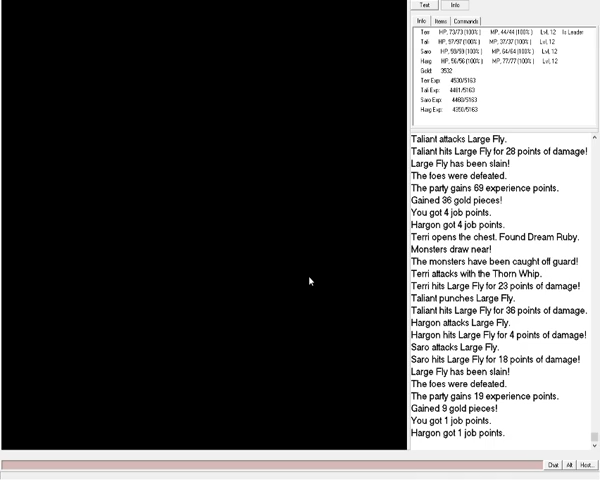 Text Info
Info Items Commands
Terri HP: 73/73 (100% ) MP: 44/44 (100% ) Lvl. 12 Is Leader
Tali HP: 97/97 (100% ) MP: 37/37 (100% ) Lvl. 12
Saro HP: 59/59 (100% ) MP: 64/64 (100% ) Lvl. 12
Harg HP: 56/56 (100% ) MP: 77/77 (100% ) Lvl. 12
Gold: 3532
Terr Exp: 4530/5163
Tali Exp: 4481/5163
Saro Exp: 4460/5163
Harg Exp: 4350/5163
Taliant attacks Large Fly.
Taliant hits Large Fly for 28 points of damage!
Large Fly has been slain!
The foes were defeated.
The party gains 69 experience points.
Gained 36 gold pieces!
You got 4 job points.
Hargon got 4 job points.
Terri opens the chest. Found Dream Ruby.
Monsters draw near!
The monsters have been caught off guard!
Terri attacks with the Thorn Whip.
Terri hits Large Fly for 23 points of damage!
Taliant punches Large Fly.
Taliant hits Large Fly for 36 points of damage.
Hargon attacks Large Fly.
Hargon hits Large Fly for 4 points of damage!
Saro attacks Large Fly.
Saro hits Large Fly for 18 points of damage!
Large Fly has been slain!
The foes were defeated.
The party gains 19 experience points.
Gained 9 gold pieces!
You got 1 job points.
Hargon got 1 job points.
Chat Alt Host...